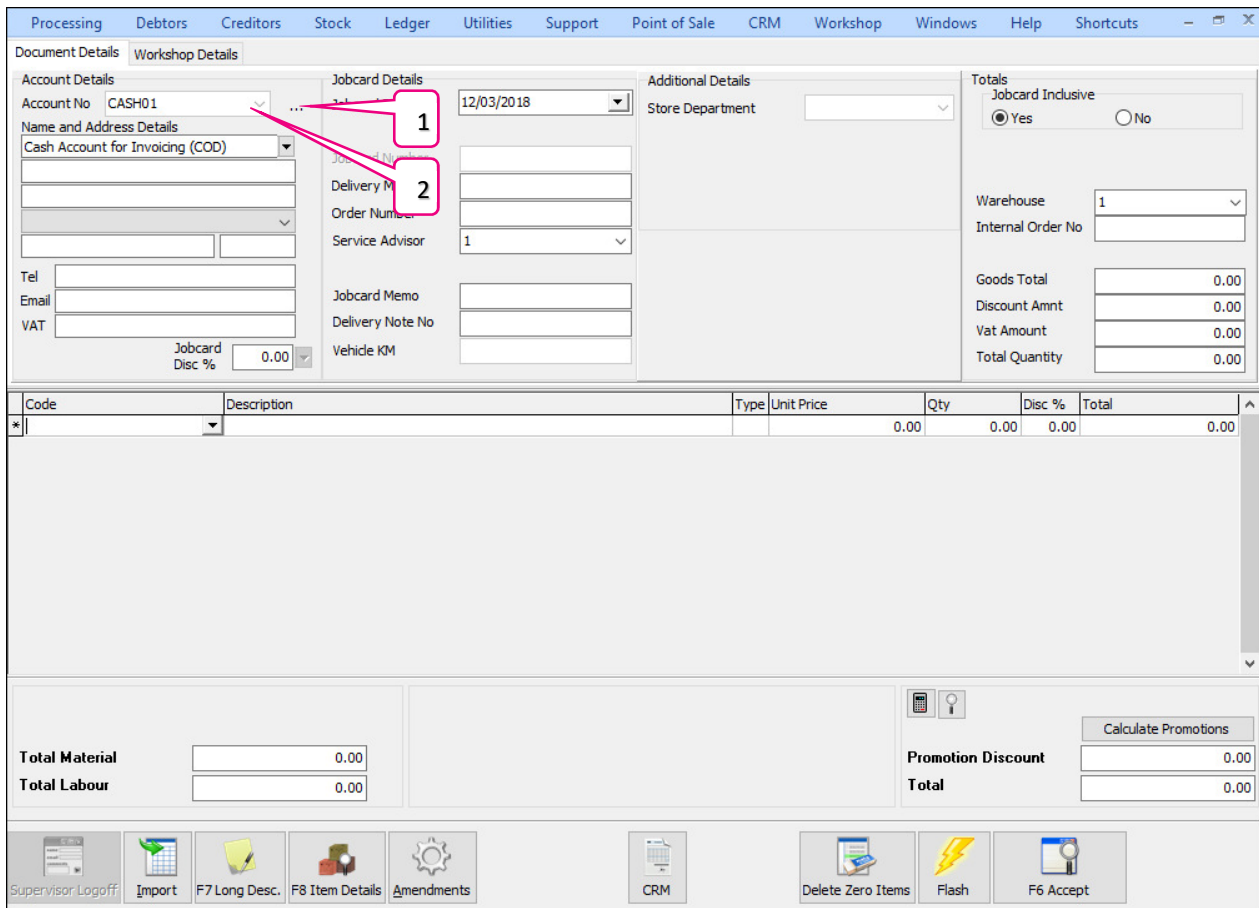 Processing Debtors Creditors Stock Ledger Utilities Support Point of Sale CRM Workshop Windows Help Shortcuts
Document Details Workshop Details
Account Details
Account No CASH01 ...
Name and Address Details
Cash Account for Invoicing (COD)
Tel
Email
VAT
Jobcard
Disc % 0.00
Jobcard Details
12/03/2018
1
Jobcard Number
2
Delivery
Order Number
Service Advisor 1
Jobcard Memo
Delivery Note No
Vehicle KM
Additional Details
Store Department
Totals
Jobcard Inclusive
Yes No
Warehouse 1
Internal Order No
Goods Total 0.00
Discount Amnt 0.00
Vat Amount 0.00
Total Quantity 0.00
Code Description Type Unit Price Qty Disc % Total
* 0.00 0.00 0.00 0.00
Total Material 0.00
Total Labour 0.00
Calculate Promotions
Promotion Discount 0.00
Total 0.00
Supervisor Logoff Import F7 Long Desc. F8 Item Details Amendments CRM Delete Zero Items Flash F6 Accept